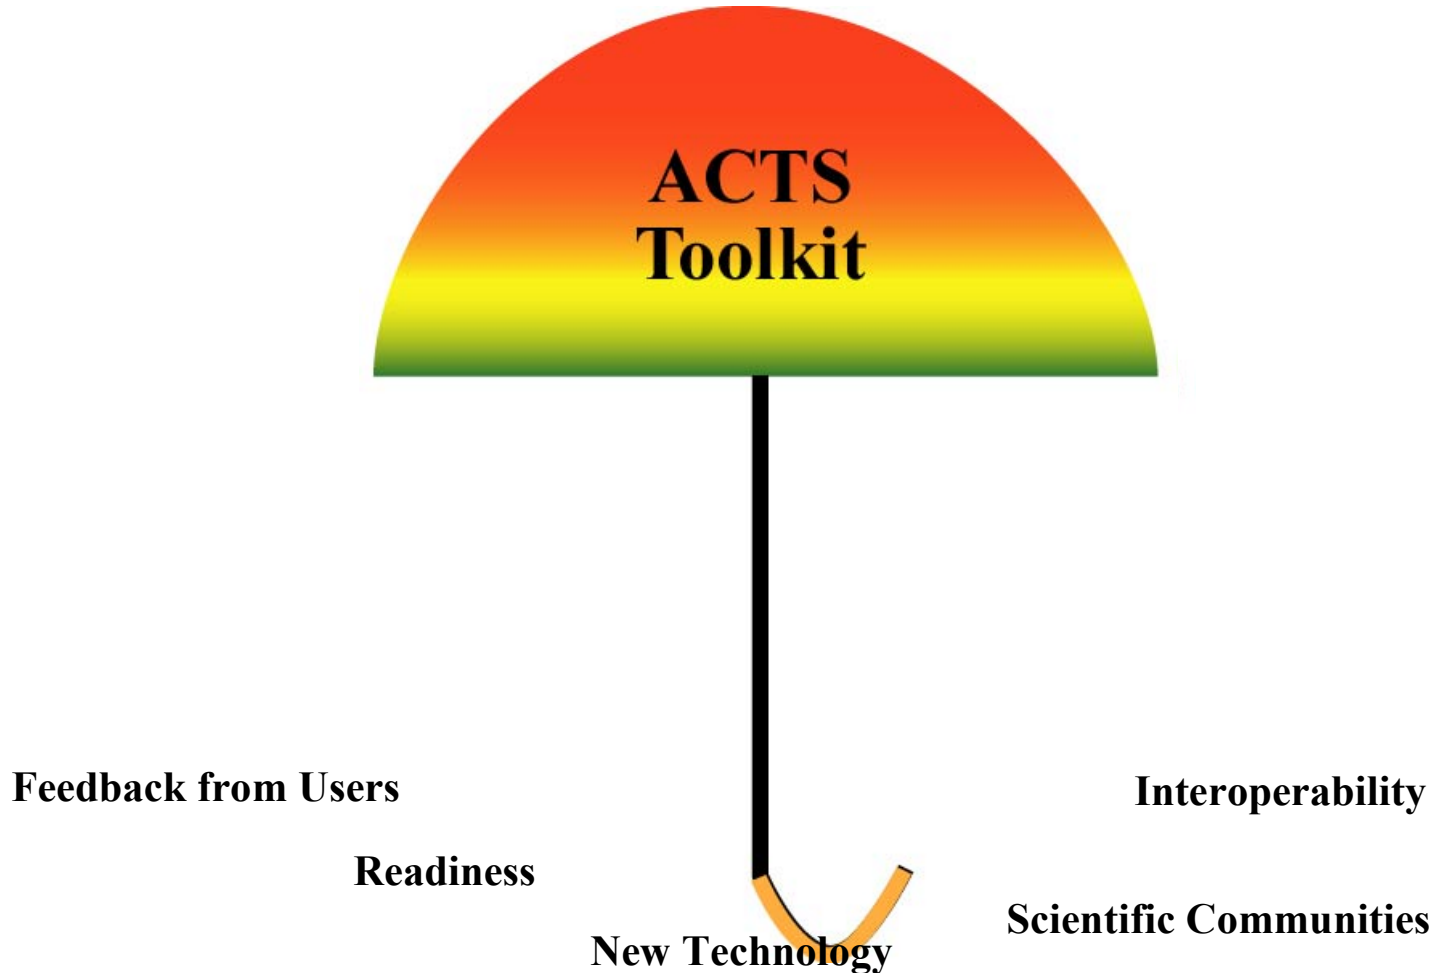 ACTS
Toolkit
Feedback from Users
Interoperability
Readiness
Scientific Communities
New Technology